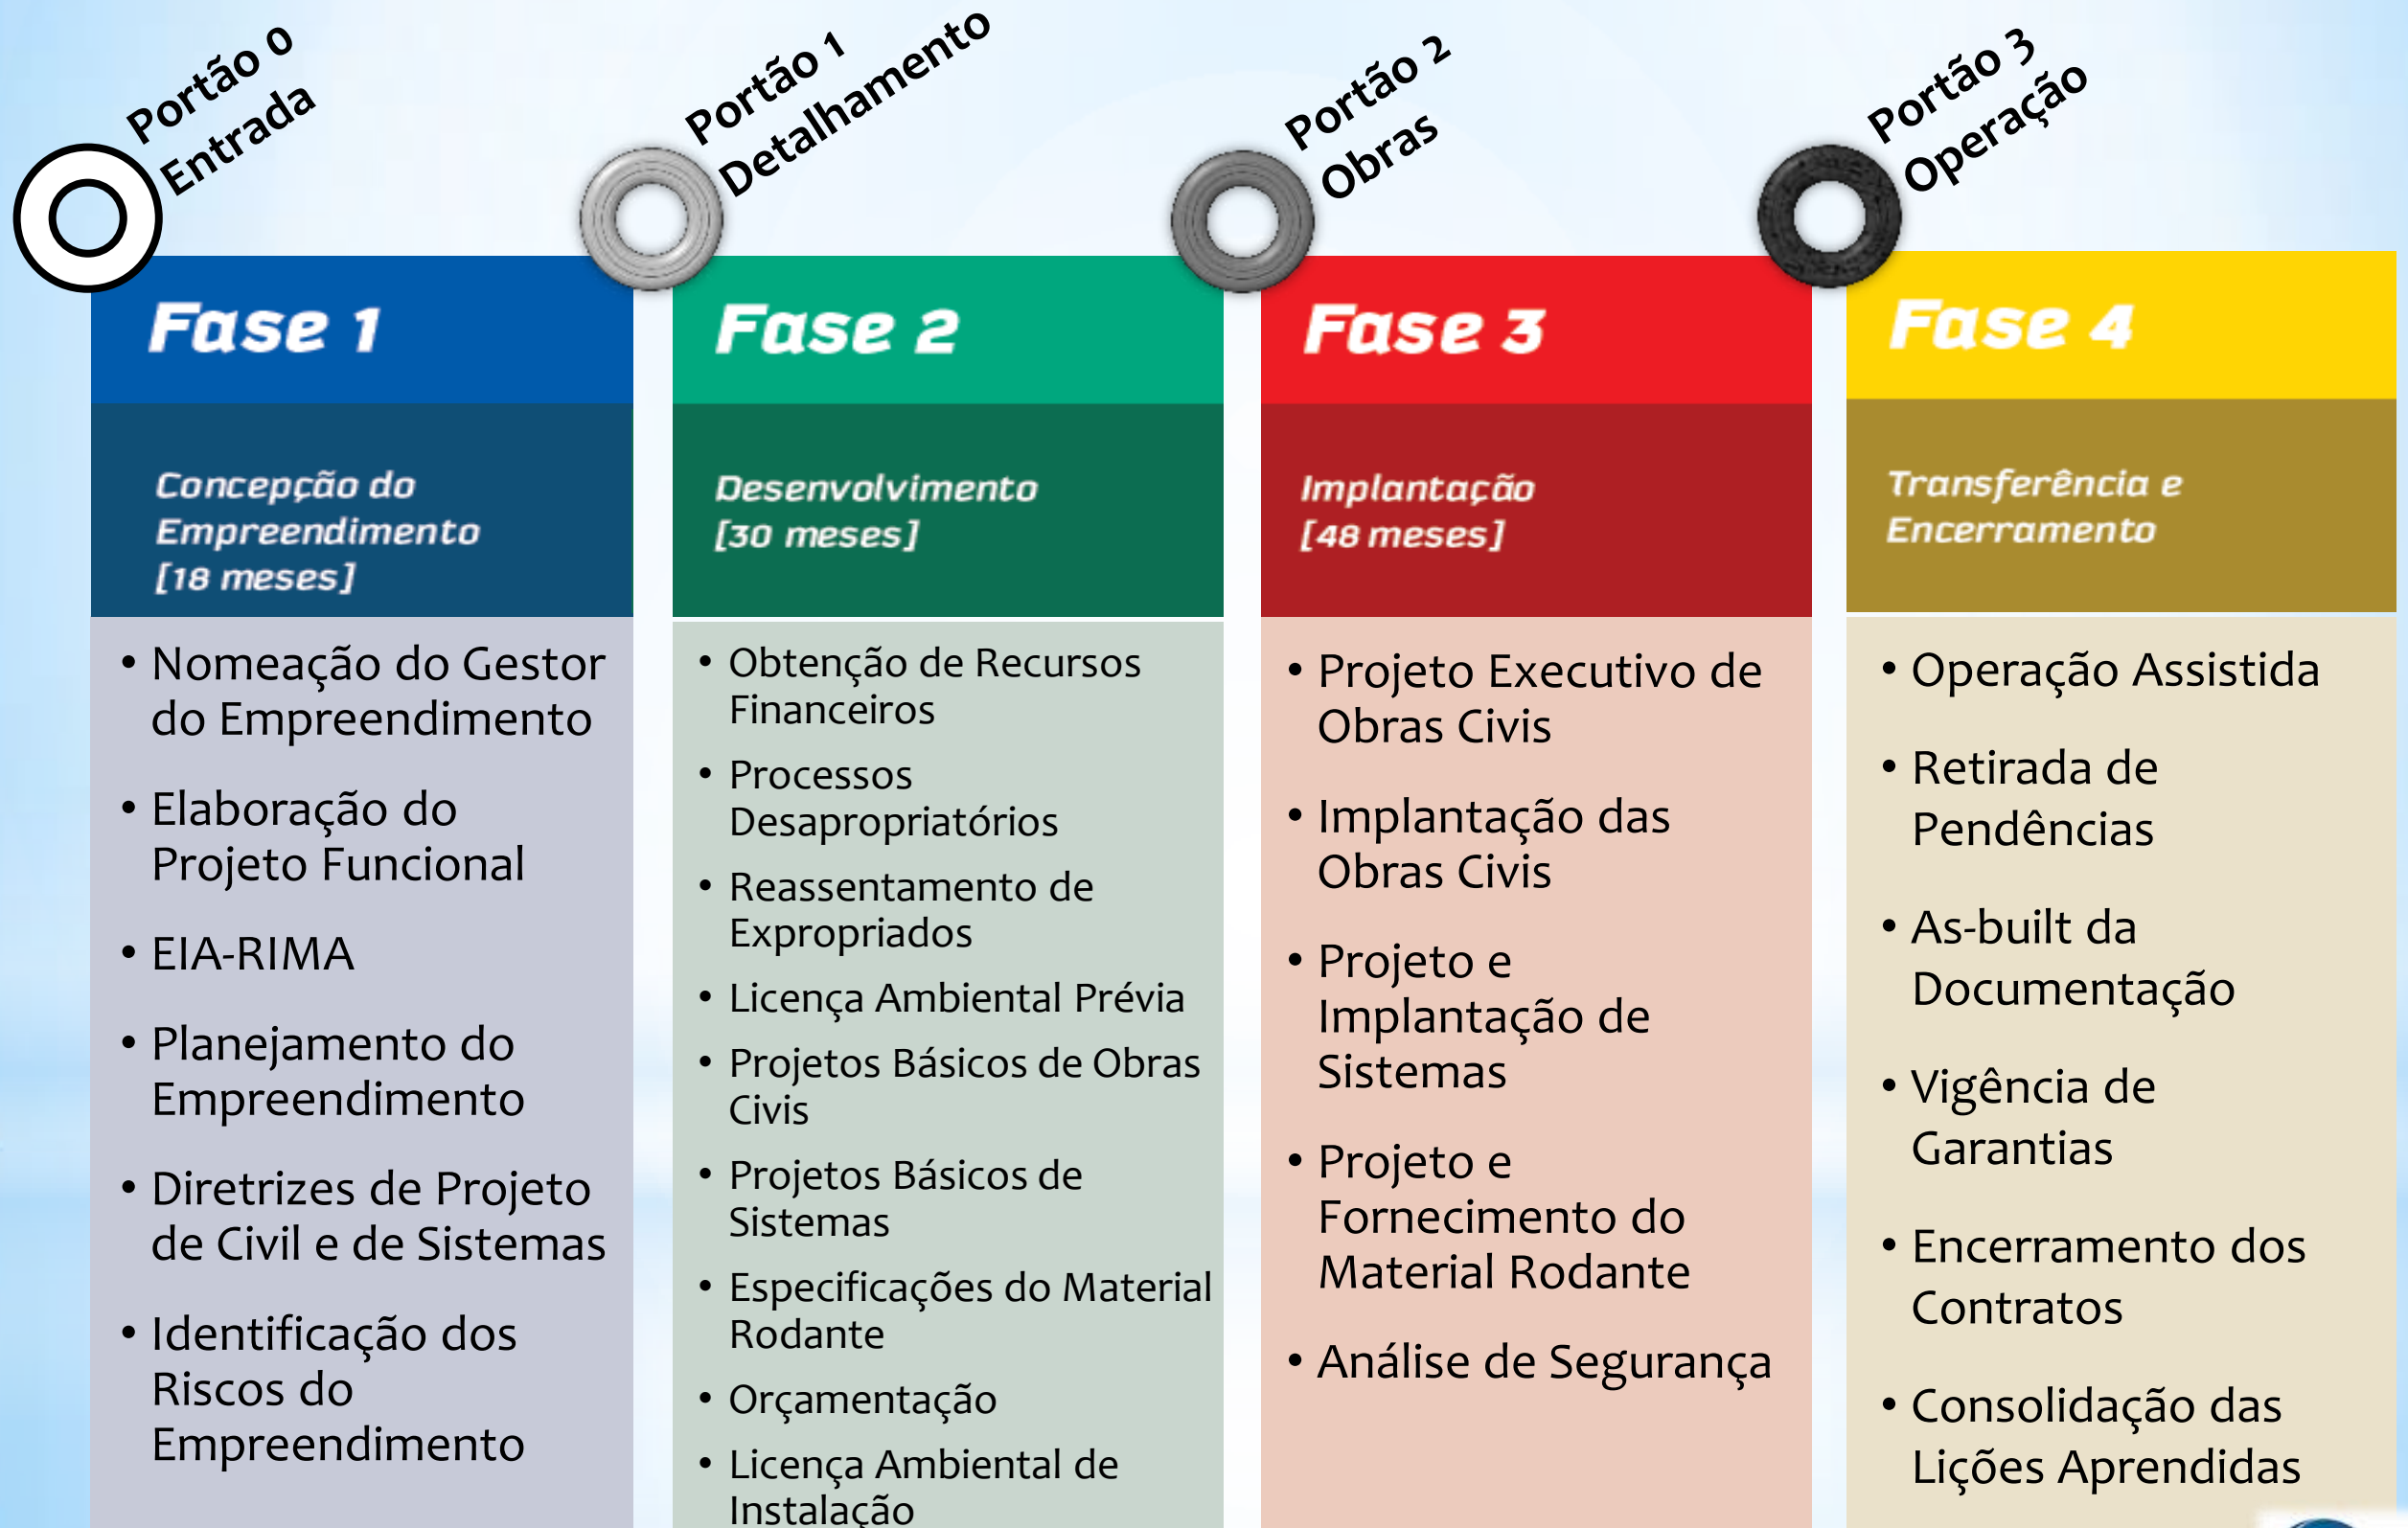 Portão 0
Entrada
Portão 1
Detalhamento
Portão 2
Obras
Portão 3
Operação
Fase 1
Concepção do
Empreendimento
[18 meses]
• Nomeação do Gestor
do Empreendimento
• Elaboração do
Projeto Funcional
• EIA-RIMA
• Planejamento do
Empreendimento
• Diretrizes de Projeto
de Civil e de Sistemas
• Identificação dos
Riscos do
Empreendimento
Fase 2
Desenvolvimento
[30 meses]
• Obtenção de Recursos
Financeiros
• Processos
Desapropriatórios
• Reassentamento de
Expropriados
• Licença Ambiental Prévia
• Projetos Básicos de Obras
Civis
• Projetos Básicos de
Sistemas
• Especificações do Material
Rodante
• Orçamentação
• Licença Ambiental de
Instalação
Fase 3
Implantação
[48 meses]
• Projeto Executivo de
Obras Civis
• Implantação das
Obras Civis
• Projeto e
Implantação de
Sistemas
• Projeto e
Fornecimento do
Material Rodante
• Análise de Segurança
Fase 4
Transferência e
Encerramento
• Operação Assistida
• Retirada de
Pendências
• As-built da
Documentação
• Vigência de
Garantias
• Encerramento dos
Contratos
• Consolidação das
Lições Aprendidas